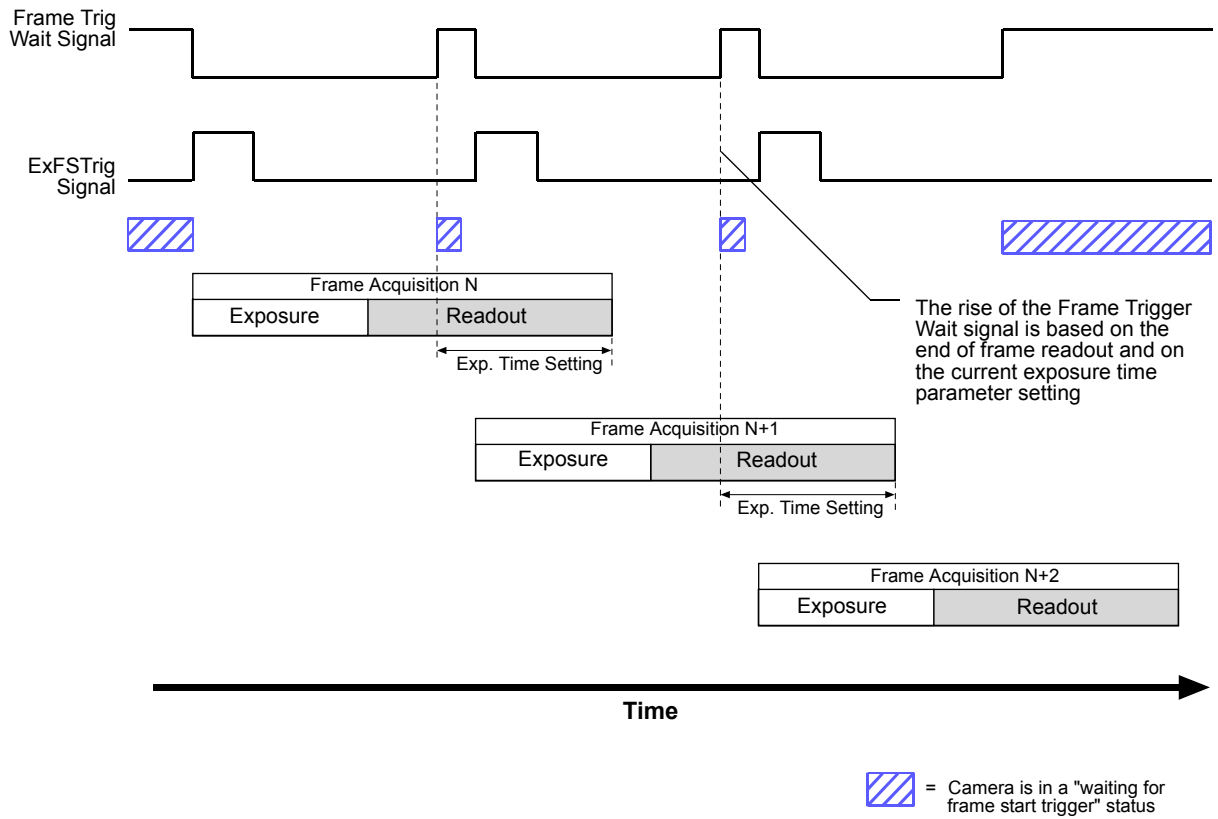 Frame Trig
Wait Signal
ExFSTrig
Signal
Frame Acquisition N
Exposure
Readout
Exp. Time Setting
The rise of the Frame Trigger
Wait signal is based on the
end of frame readout and on
the current exposure time
parameter setting
Frame Acquisition N+1
Exposure
Readout
Exp. Time Setting
Frame Acquisition N+2
Exposure
Readout
Time
= Camera is in a "waiting for
frame start trigger" status